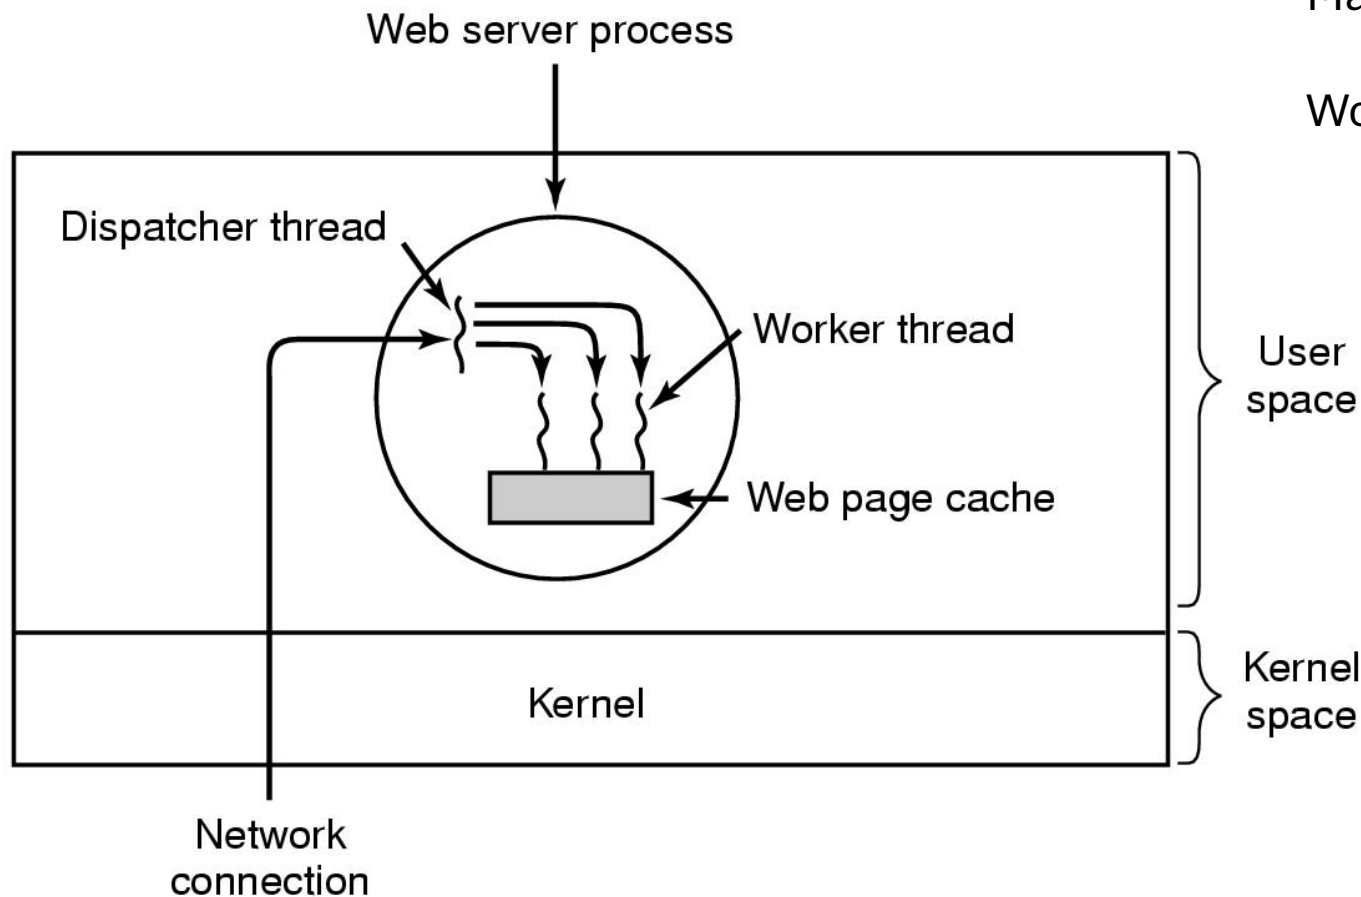 Web server process
Dispatcher thread
Worker thread
User
space
Web page cache
Kernel
space
Kernel
Network
connection